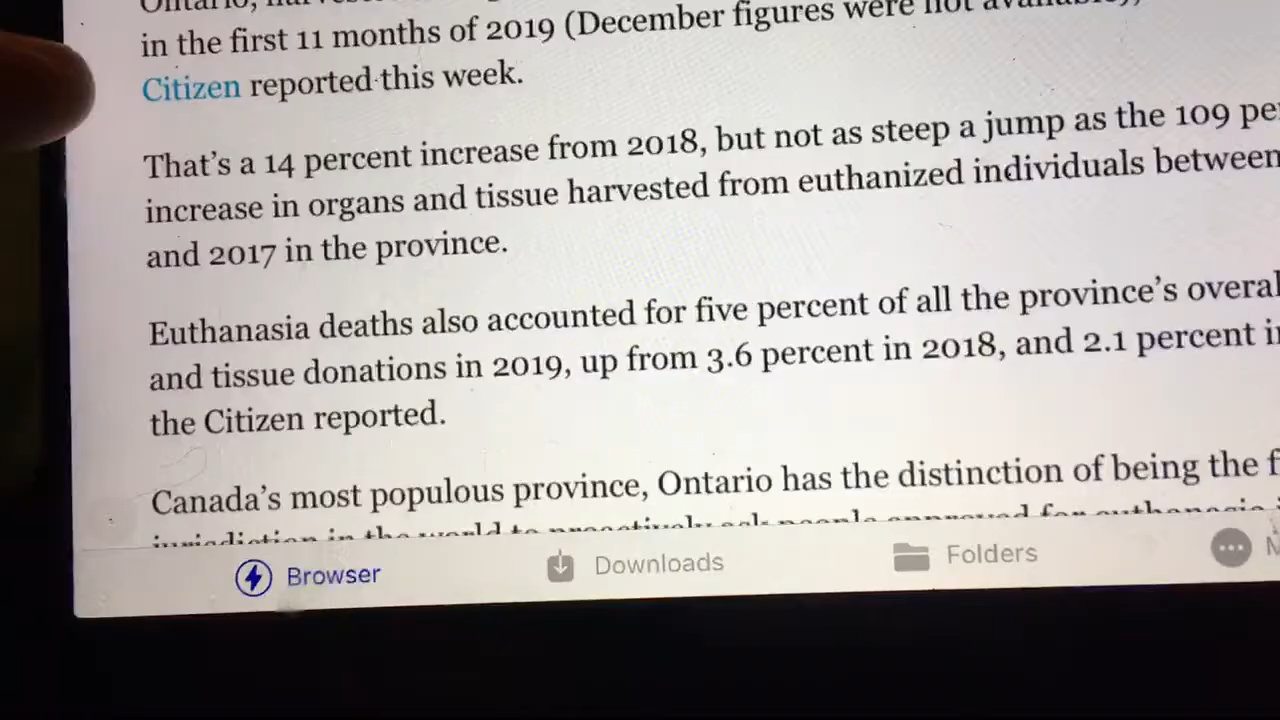 in the first 11 months of 2019 (December figures were not
Citizen reported this week.
That's a 14 percent increase from 2018, but not as steep a jump as the 109
increase in organs and tissue harvested from euthanized individuals between
and 2017 in the province.
Euthanasia deaths also accounted for five percent of all the province's
and tissue donations in 2019, up from 3.6 percent in 2018, and 2.1 percent
the Citizen reported.
Canada's most populous province, Ontario has the distinction of being the
Browser
Downloads
Folders